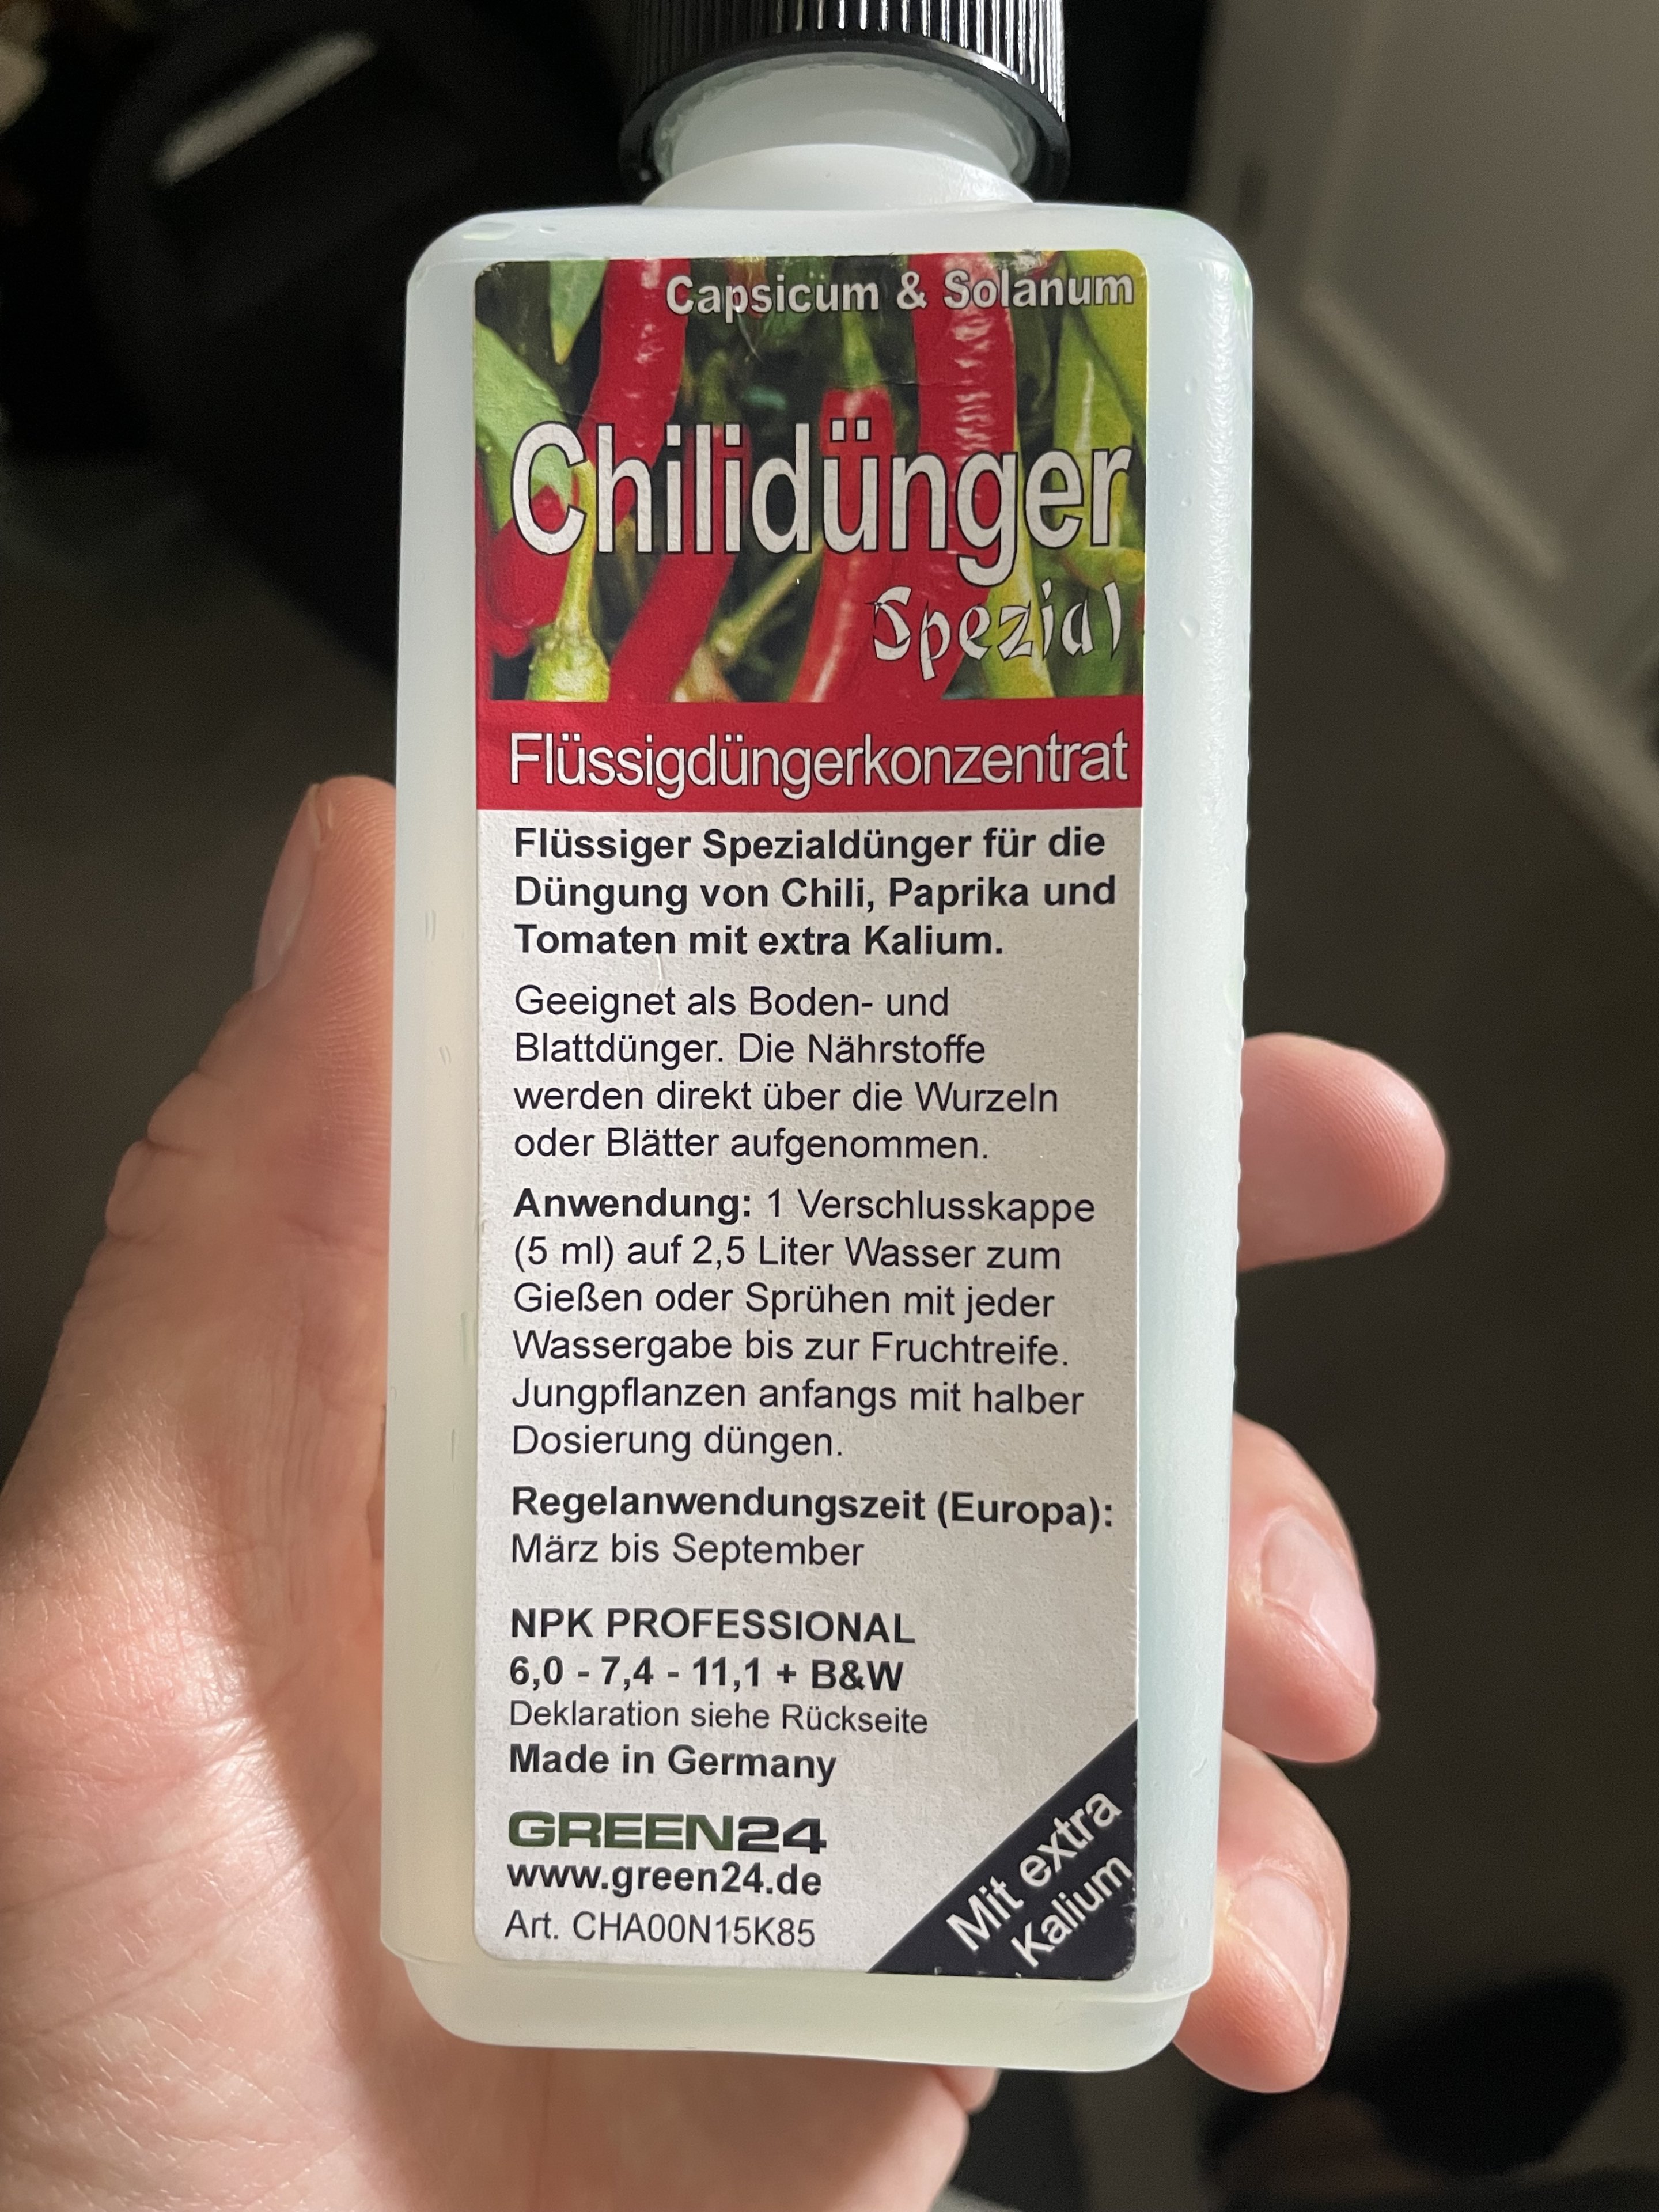 Capsicum & Solanum
Chilidünger
Spezial
Flüssigdüngerkonzentrat
Flüssiger Spezialdünger für die
Düngung von Chili, Paprika und
Tomaten mit extra Kalium.
Geeignet als Boden- und
Blattdünger. Die Nährstoffe
werden direkt über die Wurzeln
oder Blätter aufgenommen.
Anwendung: 1 Verschlusskappe
(5 ml) auf 2,5 Liter Wasser zum
Gießen oder Sprühen mit jeder
Wassergabe bis zur Fruchtreife.
Jungpflanzen anfangs mit halber
Dosierung düngen.
Regelanwendungszeit (Europa):
März bis September
NPK PROFESSIONAL
6,0 - 7,4 - 11,1 + B&W
Deklaration siehe Rückseite
Made in Germany
GREEN24
www.green24.de
Art. CHA00N15K85
Mit extra
Kalium